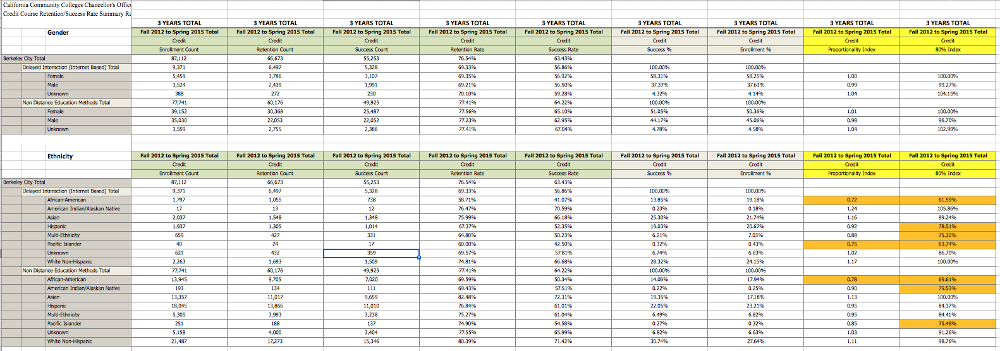 California Community Colleges Chancellor's Office
Credit Course Retention/Success Rate Summary Re
3 YEARS TOTAL 3 YEARS TOTAL 3 YEARS TOTAL 3 YEARS TOTAL 3 YEARS TOTAL 3 YEARS TOTAL 3 YEARS TOTAL 3 YEARS TOTAL 3 YEARS TOTAL
Gender Fall 2012 to Spring 2015 Total Fall 2012 to Spring 2015 Total Fall 2012 to Spring 2015 Total Fall 2012 to Spring 2015 Total Fall 2012 to Spring 2015 Total Fall 2012 to Spring 2015 Total Fall 2012 to Spring 2015 Total Fall 2012 to Spring 2015 Total Fall 2012 to Spring 2015 Total
Credit Credit Credit Credit Credit Credit Credit Credit Credit
Enrollment Count Retention Count Success Count Retention Rate Success Rate Success % Enrollment % Proportionality Index 80% Index
Berkeley City Total 87,112 66,673 55,253 76.54% 63.43%
Delayed Interaction (Internet Based) Total 9,371 6,497 5,328 69.33% 56.86% 100.00% 100.00%
Female 5,459 3,786 3,107 69.35% 56.92% 58.31% 58.25% 1.00 100.00%
Male 3,524 2,439 1,991 69.21% 56.50% 37.37% 37.61% 0.99 99.27%
Unknown 388 272 230 70.10% 59.28% 4.32% 4.14% 1.04 104.15%
Non Distance Education Methods Total 77,741 60,176 49,925 77.41% 64.22% 100.00% 100.00%
Female 39,152 30,368 25,487 77.56% 65.10% 51.05% 50.36% 1.01 100.00%
Male 35,030 27,053 22,052 77.23% 62.95% 44.17% 45.06% 0.98 96.70%
Unknown 3,559 2,755 2,386 77.41% 67.04% 4.78% 4.58% 1.04 102.99%
Ethnicity Fall 2012 to Spring 2015 Total Fall 2012 to Spring 2015 Total Fall 2012 to Spring 2015 Total Fall 2012 to Spring 2015 Total Fall 2012 to Spring 2015 Total Fall 2012 to Spring 2015 Total Fall 2012 to Spring 2015 Total Fall 2012 to Spring 2015 Total Fall 2012 to Spring 2015 Total
Credit Credit Credit Credit Credit Credit Credit Credit Credit
Enrollment Count Retention Count Success Count Retention Rate Success Rate Success % Enrollment % Proportionality Index 80% Index
Berkeley City Total 87,112 66,673 55,253 76.54% 63.43%
Delayed Interaction (Internet Based) Total 9,371 6,497 5,328 69.33% 56.86% 100.00% 100.00%
African-American 1,797 1,055 738 58.71% 41.07% 13.85% 19.18% 0.72 61.59%
American Indian/Alaskan Native 17 13 12 76.47% 70.59% 0.23% 0.18% 1.24 105.86%
Asian 2,037 1,548 1,348 75.99% 66.18% 25.30% 21.74% 1.16 99.24%
Hispanic 1,937 1,305 1,014 67.37% 52.35% 19.03% 20.67% 0.92 78.51%
Multi-Ethnicity 659 427 331 64.80% 50.23% 6.21% 7.03% 0.88 75.32%
Pacific Islander 40 24 17 60.00% 42.50% 0.32% 0.43% 0.75 63.74%
Unknown 621 432 359 69.57% 57.81% 6.74% 6.63% 1.02 86.70%
White Non-Hispanic 2,263 1,693 1,509 74.81% 66.68% 28.32% 24.15% 1.17 100.00%
Non Distance Education Methods Total 77,741 60,176 49,925 77.41% 64.22% 100.00% 100.00%
African-American 13,945 9,705 7,020 69.59% 50.34% 14.06% 17.94% 0.78 69.61%
American Indian/Alaskan Native 193 134 111 69.43% 57.51% 0.22% 0.25% 0.90 79.53%
Asian 13,357 11,017 9,659 82.48% 72.31% 19.35% 17.18% 1.13 100.00%
Hispanic 18,045 13,866 11,010 76.84% 61.01% 22.05% 23.21% 0.95 84.37%
Multi-Ethnicity 5,305 3,993 3,238 75.27% 61.04% 6.49% 6.82% 0.95 84.41%
Pacific Islander 251 188 137 74.90% 54.58% 0.27% 0.32% 0.85 75.48%
Unknown 5,158 4,000 3,404 77.55% 65.99% 6.82% 6.63% 1.03 91.26%
White Non-Hispanic 21,487 17,273 15,346 80.39% 71.42% 30.74% 27.64% 1.11 98.76%